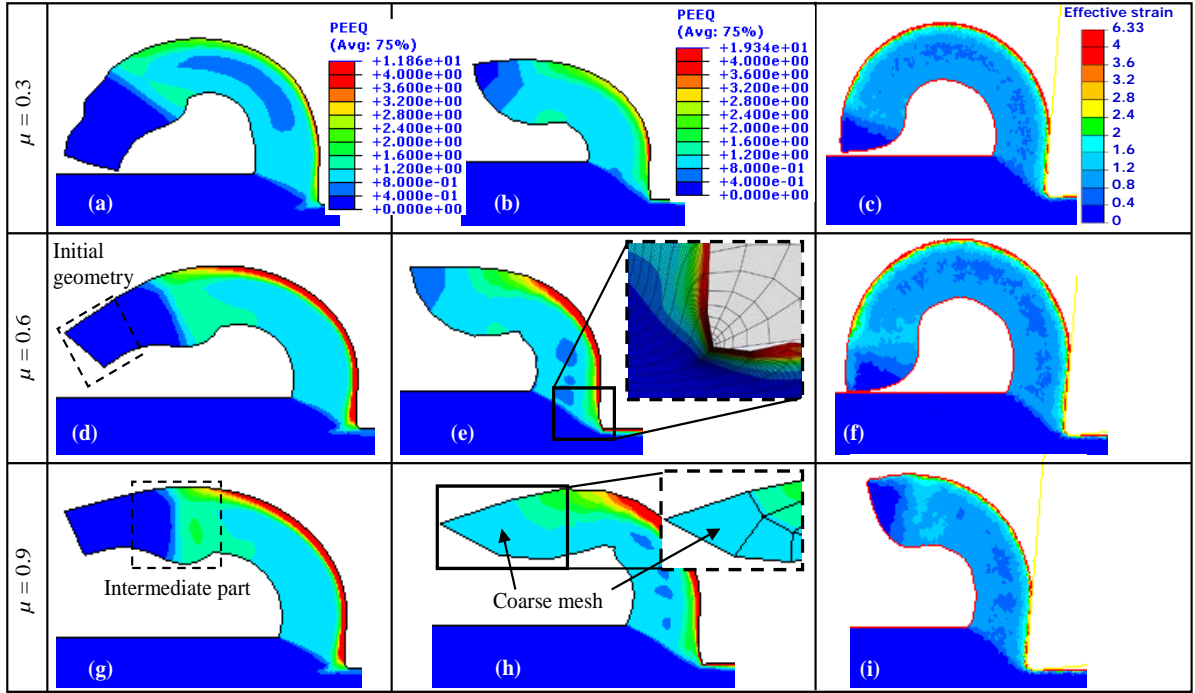 μ = 0.3
PEEQ
(Avg: 75%)
+1.186e+01
+4.000e+00
+3.600e+00
+3.200e+00
+2.800e+00
+2.400e+00
+2.000e+00
+1.600e+00
+1.200e+00
+8.000e-01
+4.000e-01
+0.000e+00
(a)
PEEQ
(Avg: 75%)
+1.934e+01
+4.000e+00
+3.600e+00
+3.200e+00
+2.800e+00
+2.400e+00
+2.000e+00
+1.600e+00
+1.200e+00
+8.000e-01
+4.000e-01
+0.000e+00
(b)
Effective strain
6.33
4
3.6
3.2
2.8
2.4
2
1.6
1.2
0.8
0.4
0
(c)
μ = 0.6
Initial
geometry
(d)
(e)
(f)
μ = 0.9
Intermediate part
(g)
Coarse mesh
(h)
(i)